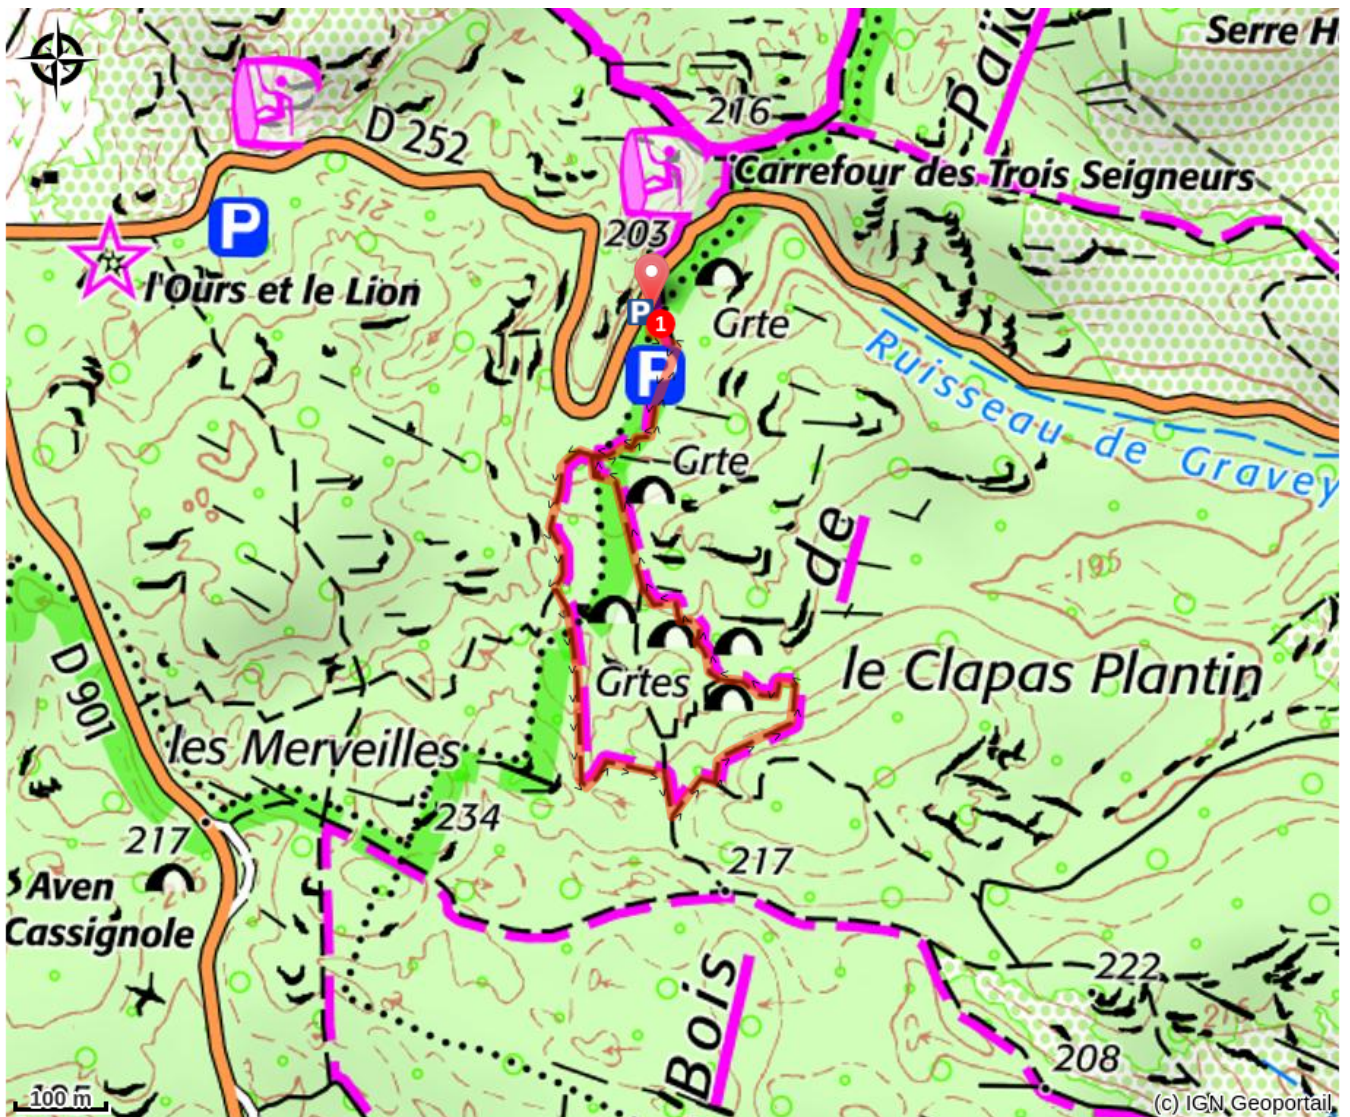 Serre H
Païo
D 252
216
Carrefour des Trois Seigneurs
215
203
P
l'Ours et le Lion
P
1
Grte
P
Ruisseau de Gravey
Grte
de
195
D 901
Grtes
le Clapas Plantin
les Merveilles
234
217
217
Aven
Cassignole
222
Bois
208
100 m
(c) IGN Geoportail